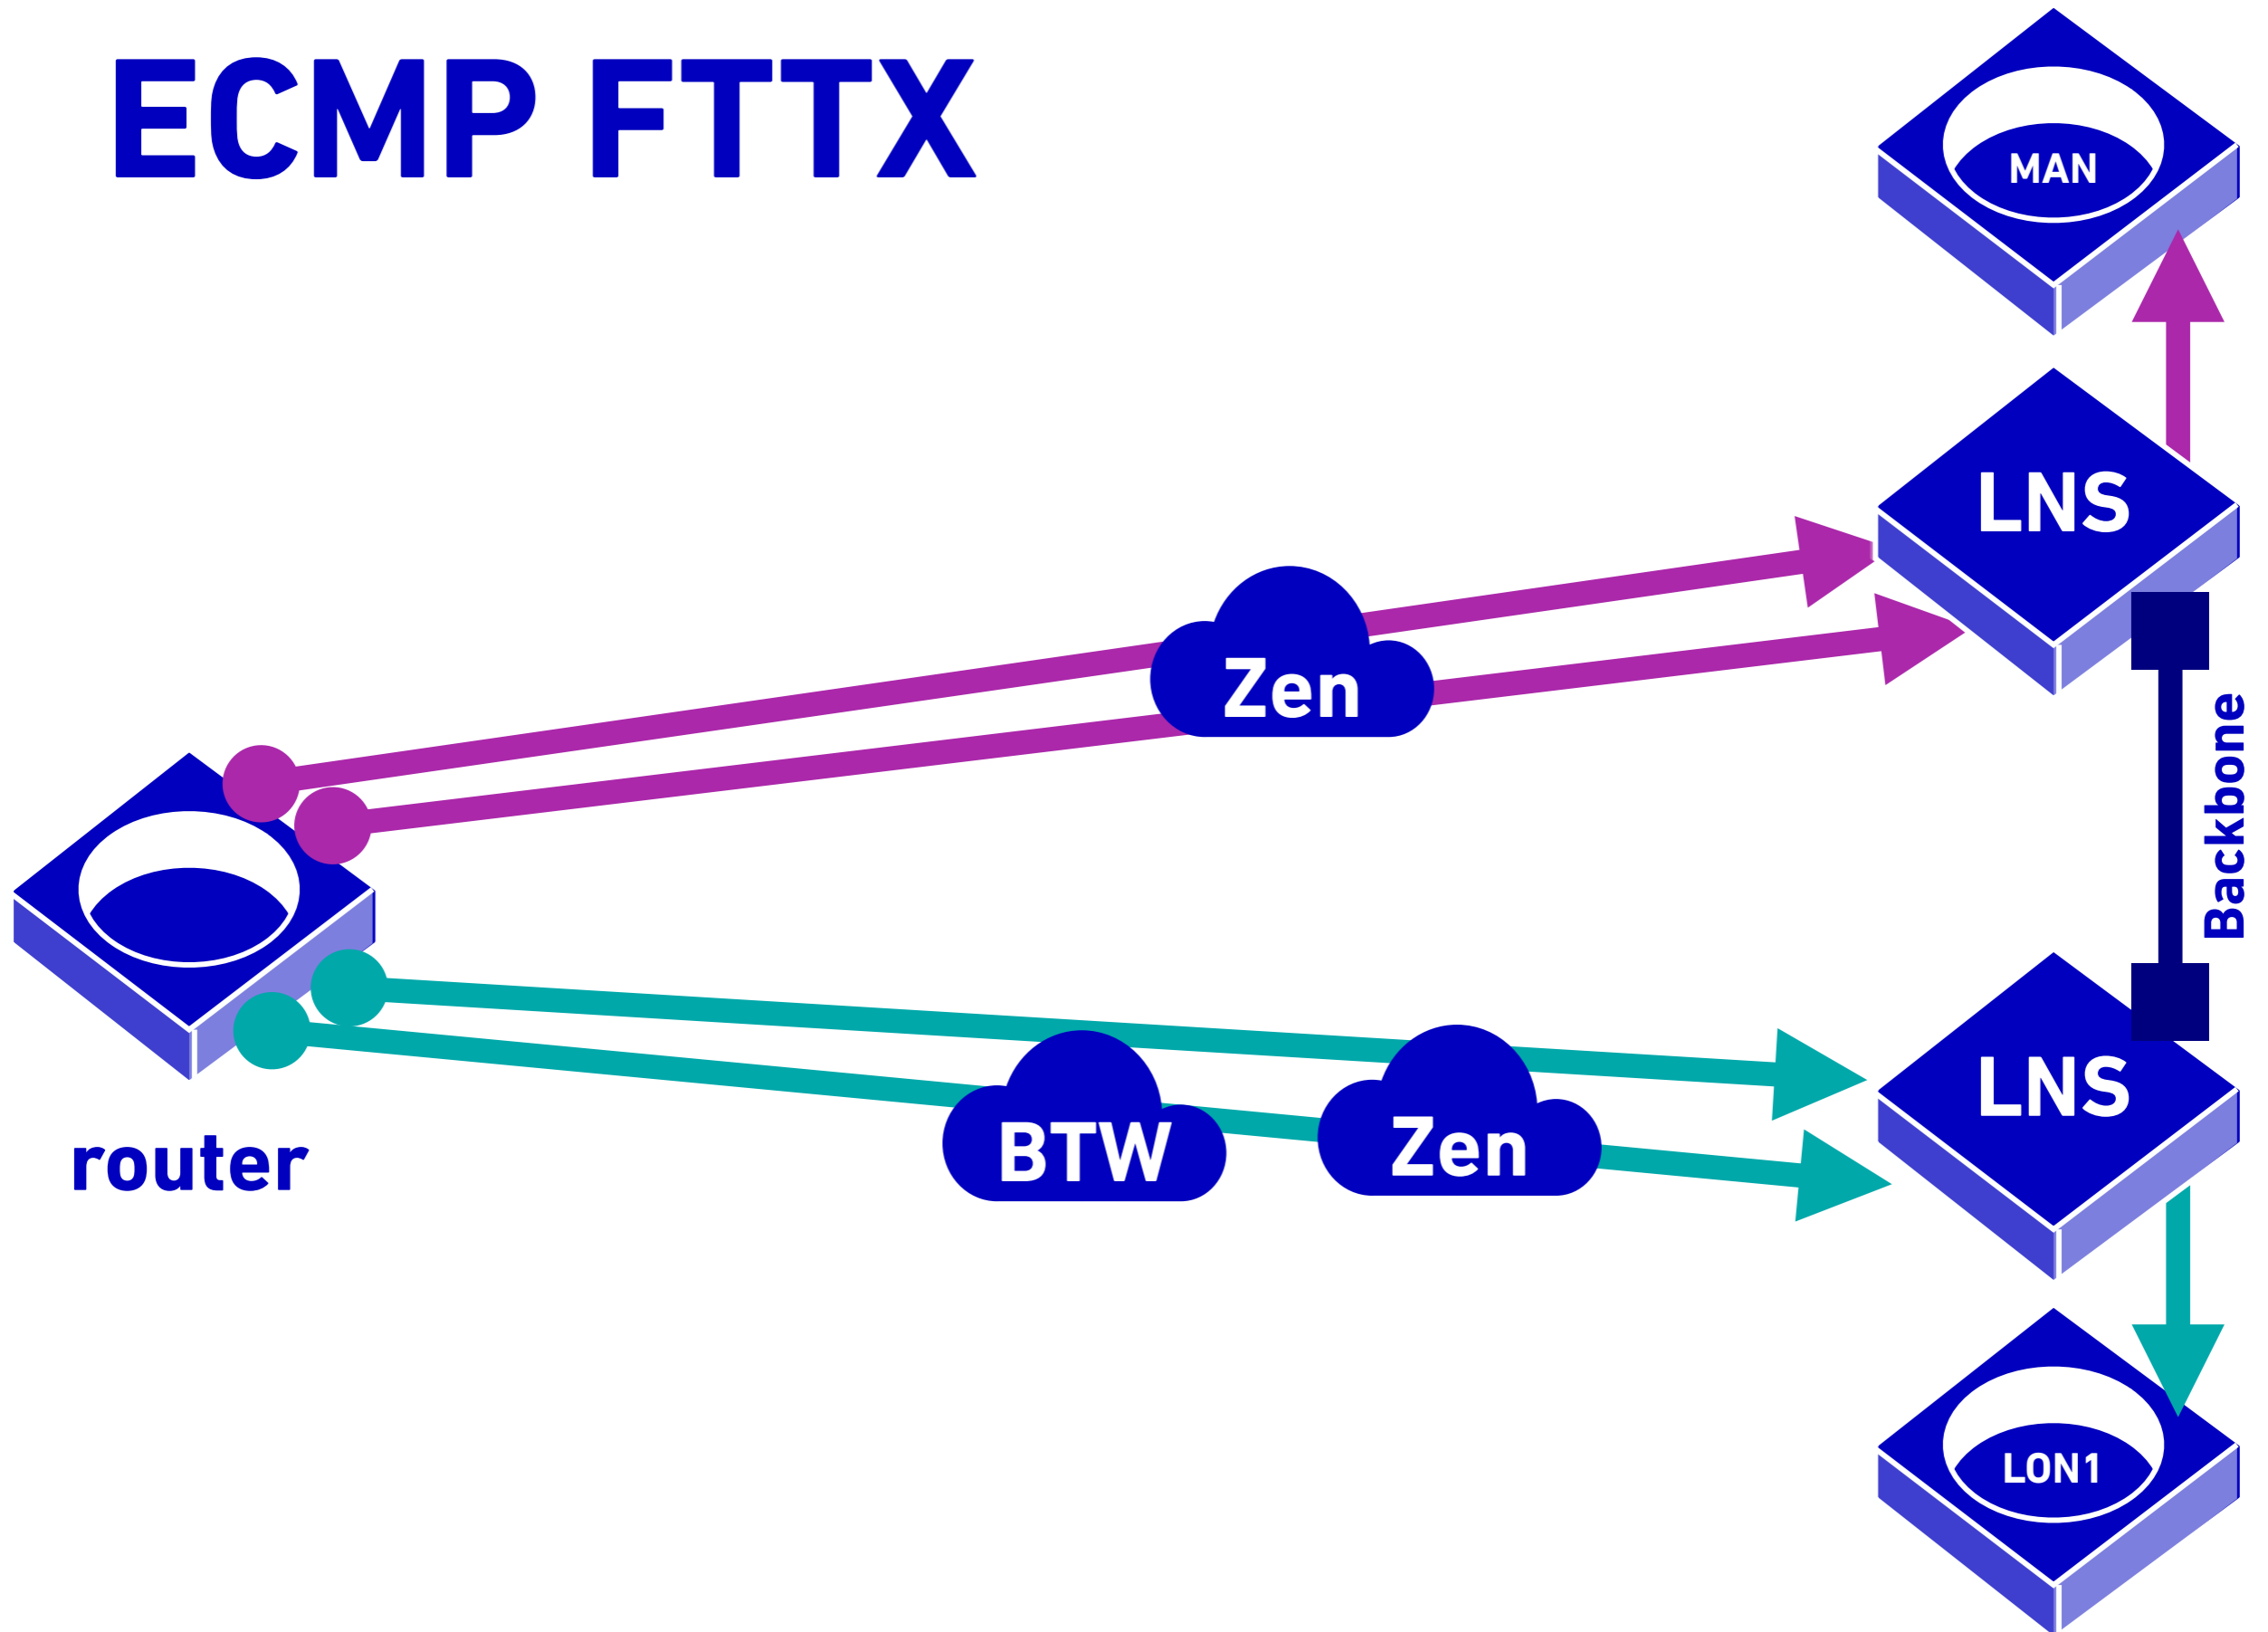 ECMP FTTX
MAN
LNS
Zen
Backbone
router
BTW
Zen
LNS
LON1